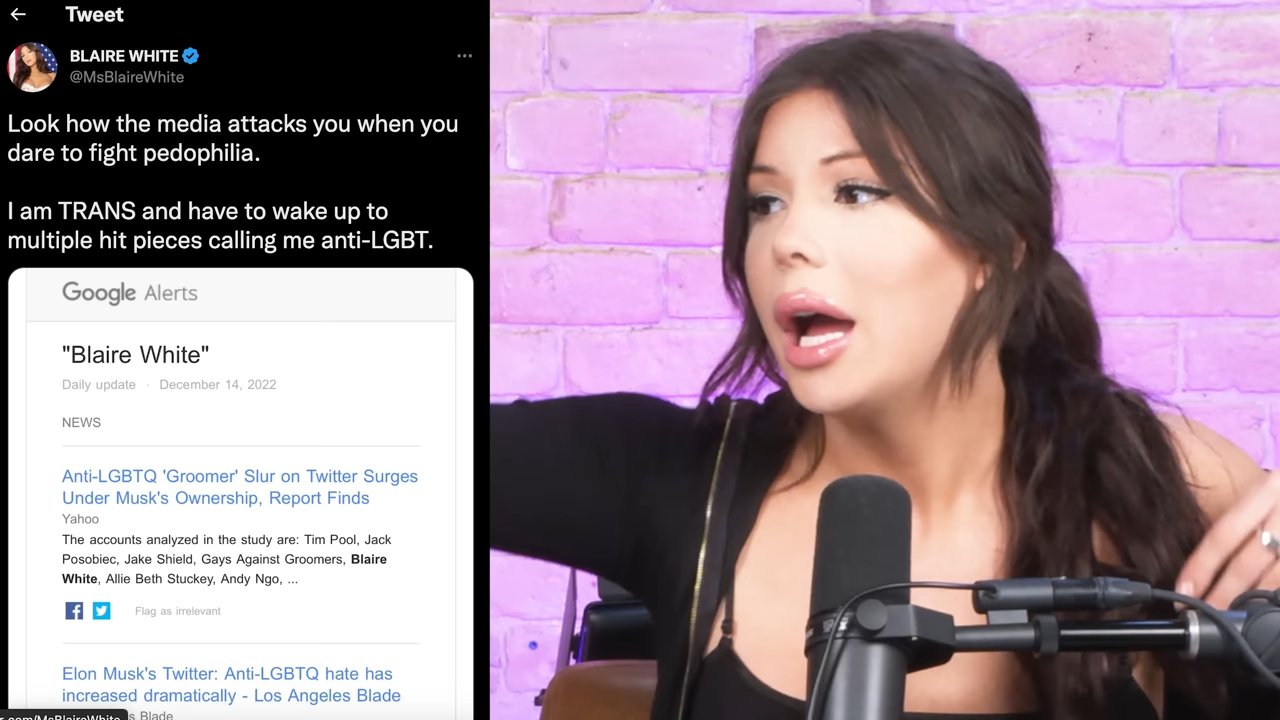 Tweet
BLAIRE WHITE
@MsBlaireWhite
Look how the media attacks you when you
dare to fight pedophilia.
I am TRANS and have to wake up to
multiple hit pieces calling me anti-LGBT.
Google Alerts
"Blaire White"
Daily update · December 14, 2022
NEWS
Anti-LGBTQ 'Groomer' Slur on Twitter Surges
Under Musk's Ownership, Report Finds
Yahoo
The accounts analyzed in the study are: Tim Pool, Jack
Posobiec, Jake Shield, Gays Against Groomers, Blaire
White, Allie Beth Stuckey, Andy Ngo, ...
Flag as irrelevant
Elon Musk's Twitter: Anti-LGBTQ hate has
increased dramatically - Los Angeles Blade
Blade